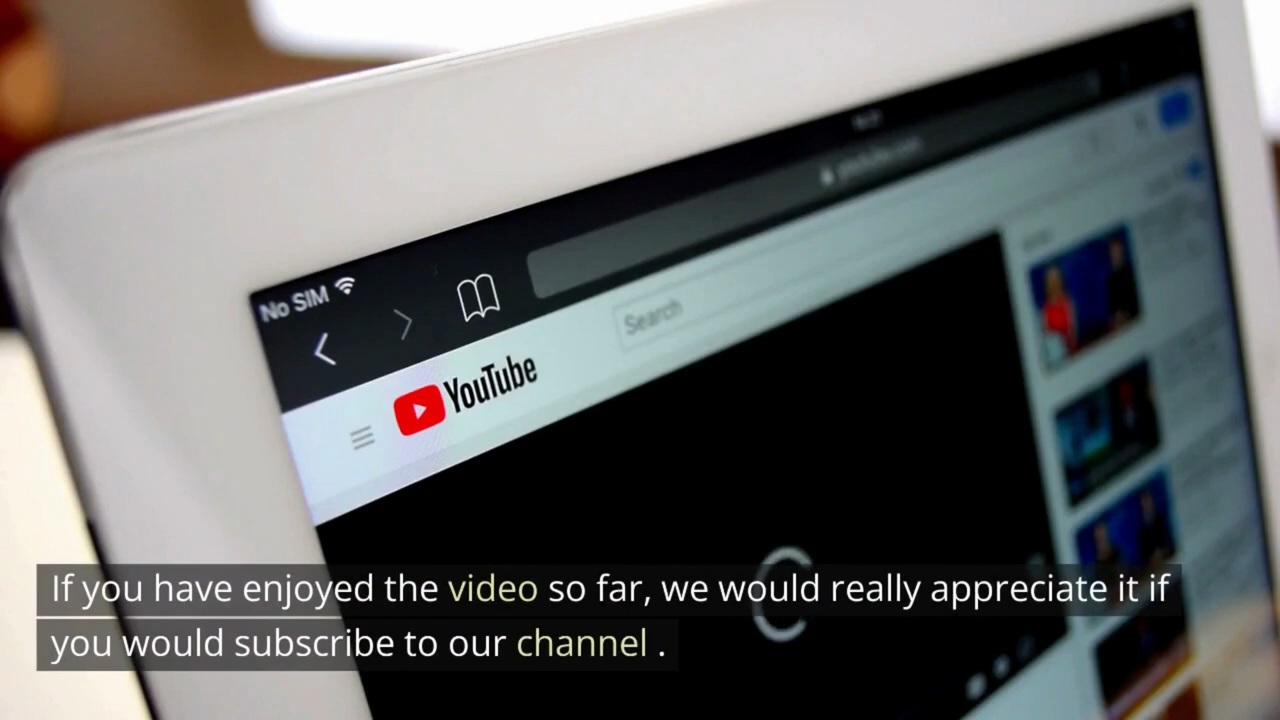 No SIM
Search
YouTube
If you have enjoyed the video so far, we would really appreciate it if
you would subscribe to our channel .